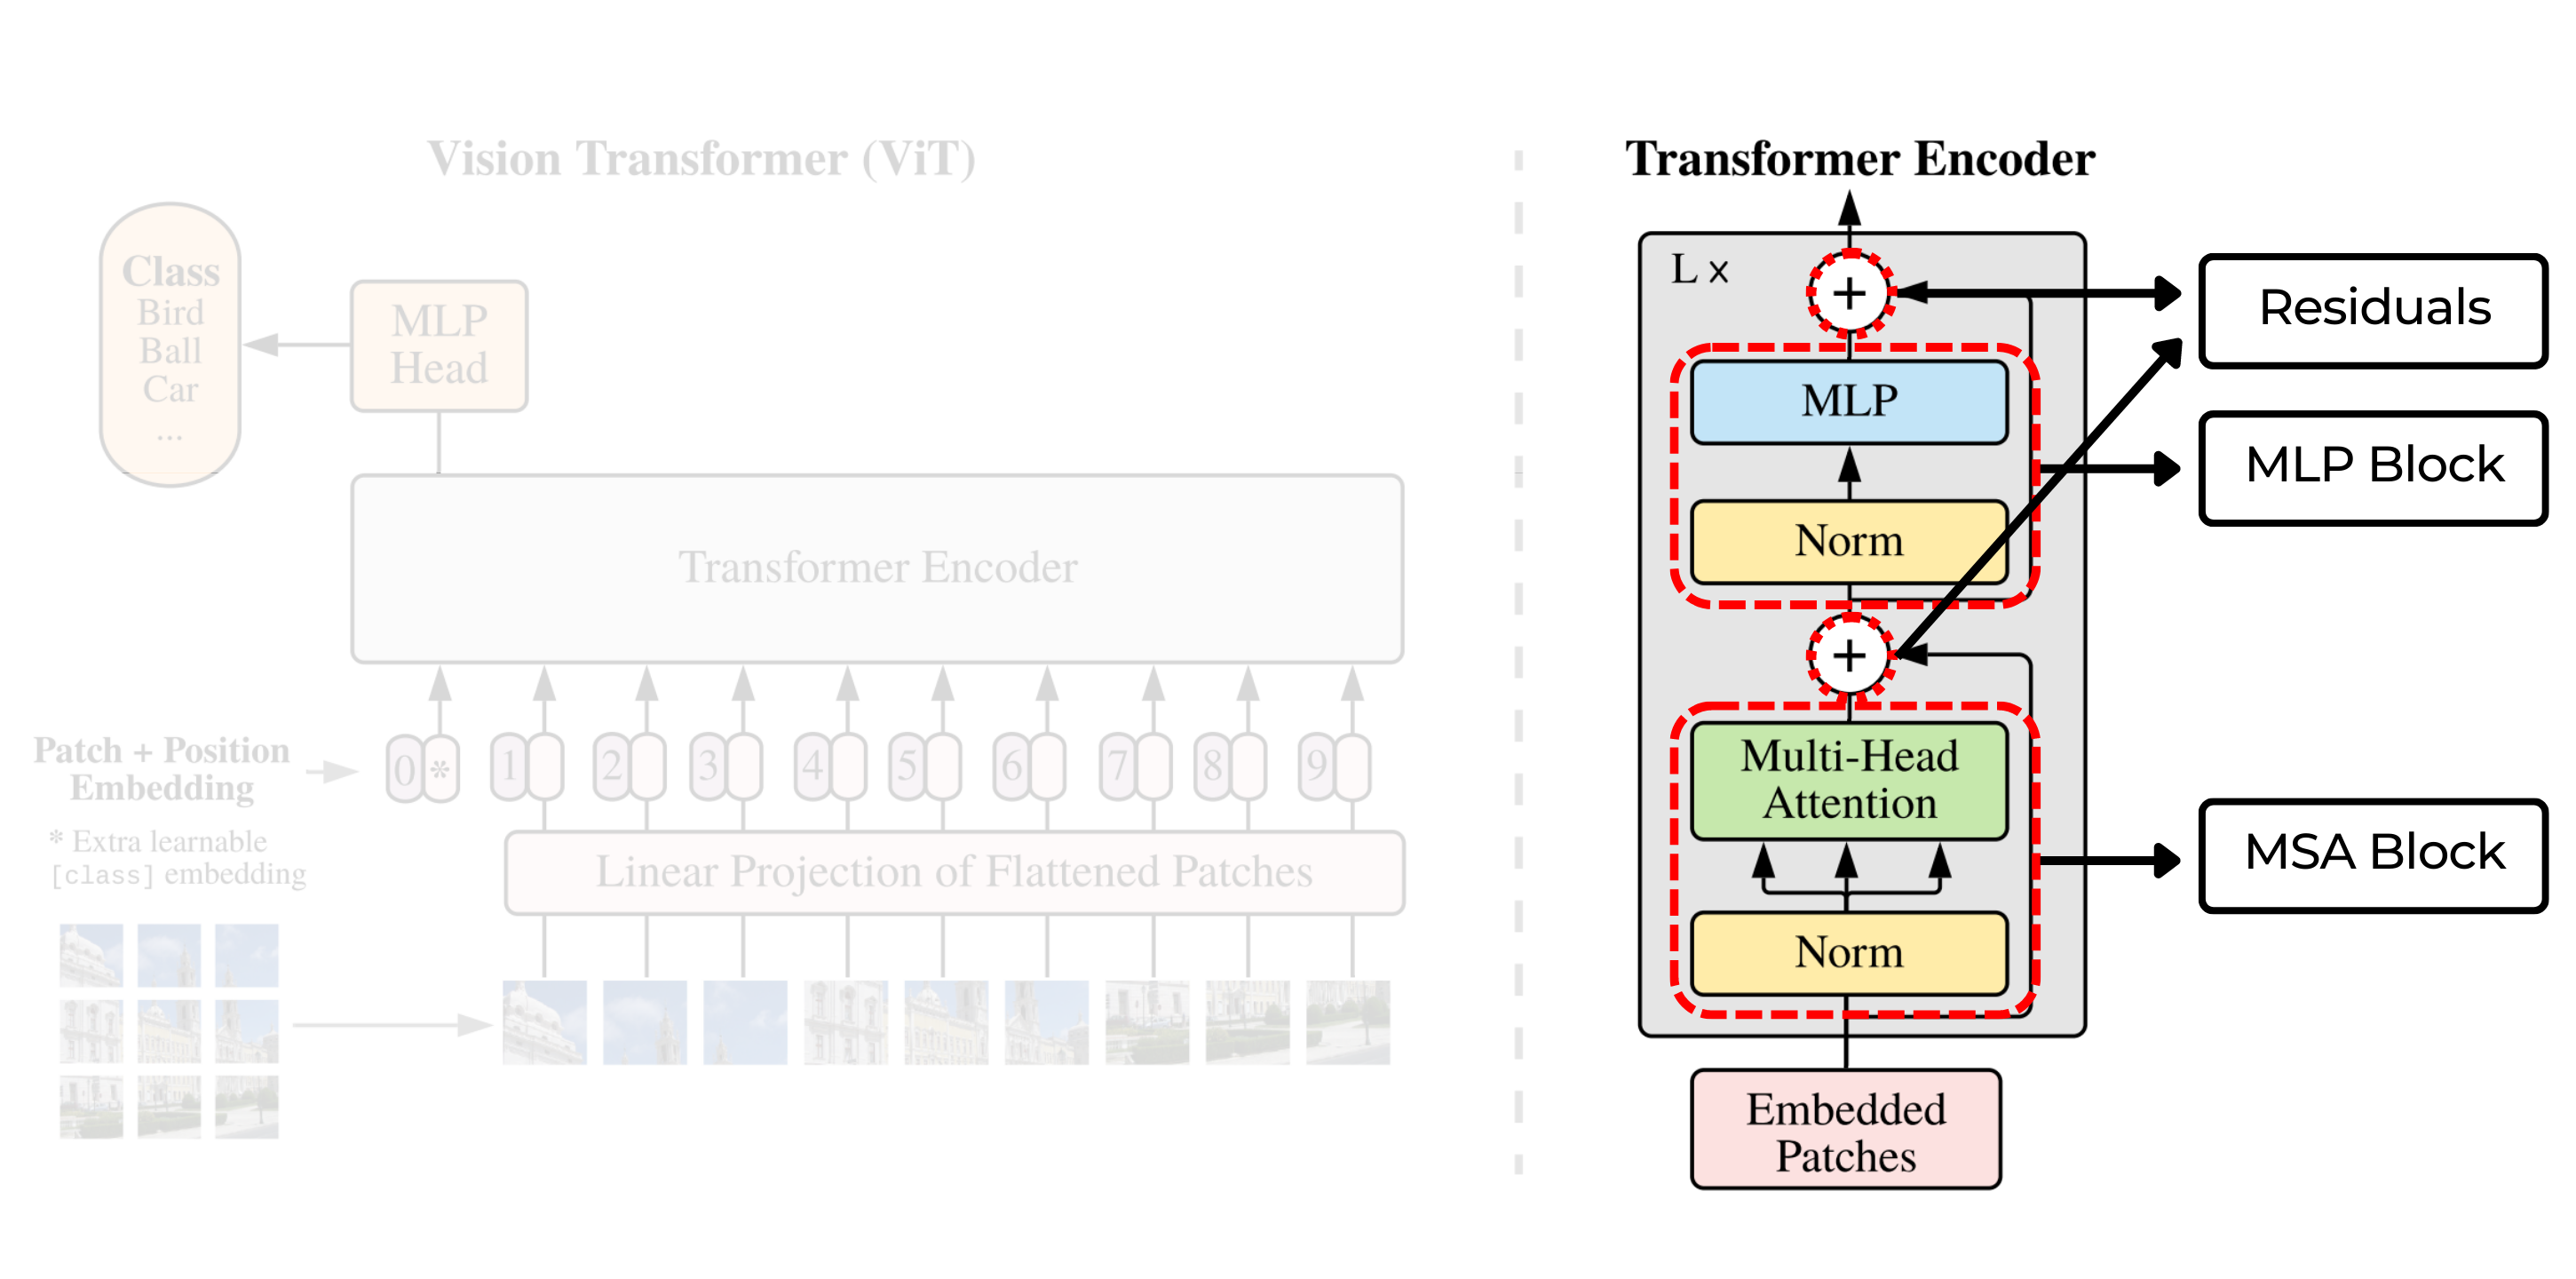 Vision Transformer (ViT)
Class
Bird
Ball
Car
...
MLP
Head
Transformer Encoder
Patch + Position
Embedding
0 * 1 2 3 4 5 6 7 8 9
* Extra learnable
[class] embedding
Linear Projection of Flattened Patches
Transformer Encoder
L ×
+
MLP
Norm
+
Multi-Head
Attention
Norm
Embedded
Patches
Residuals
MLP Block
MSA Block